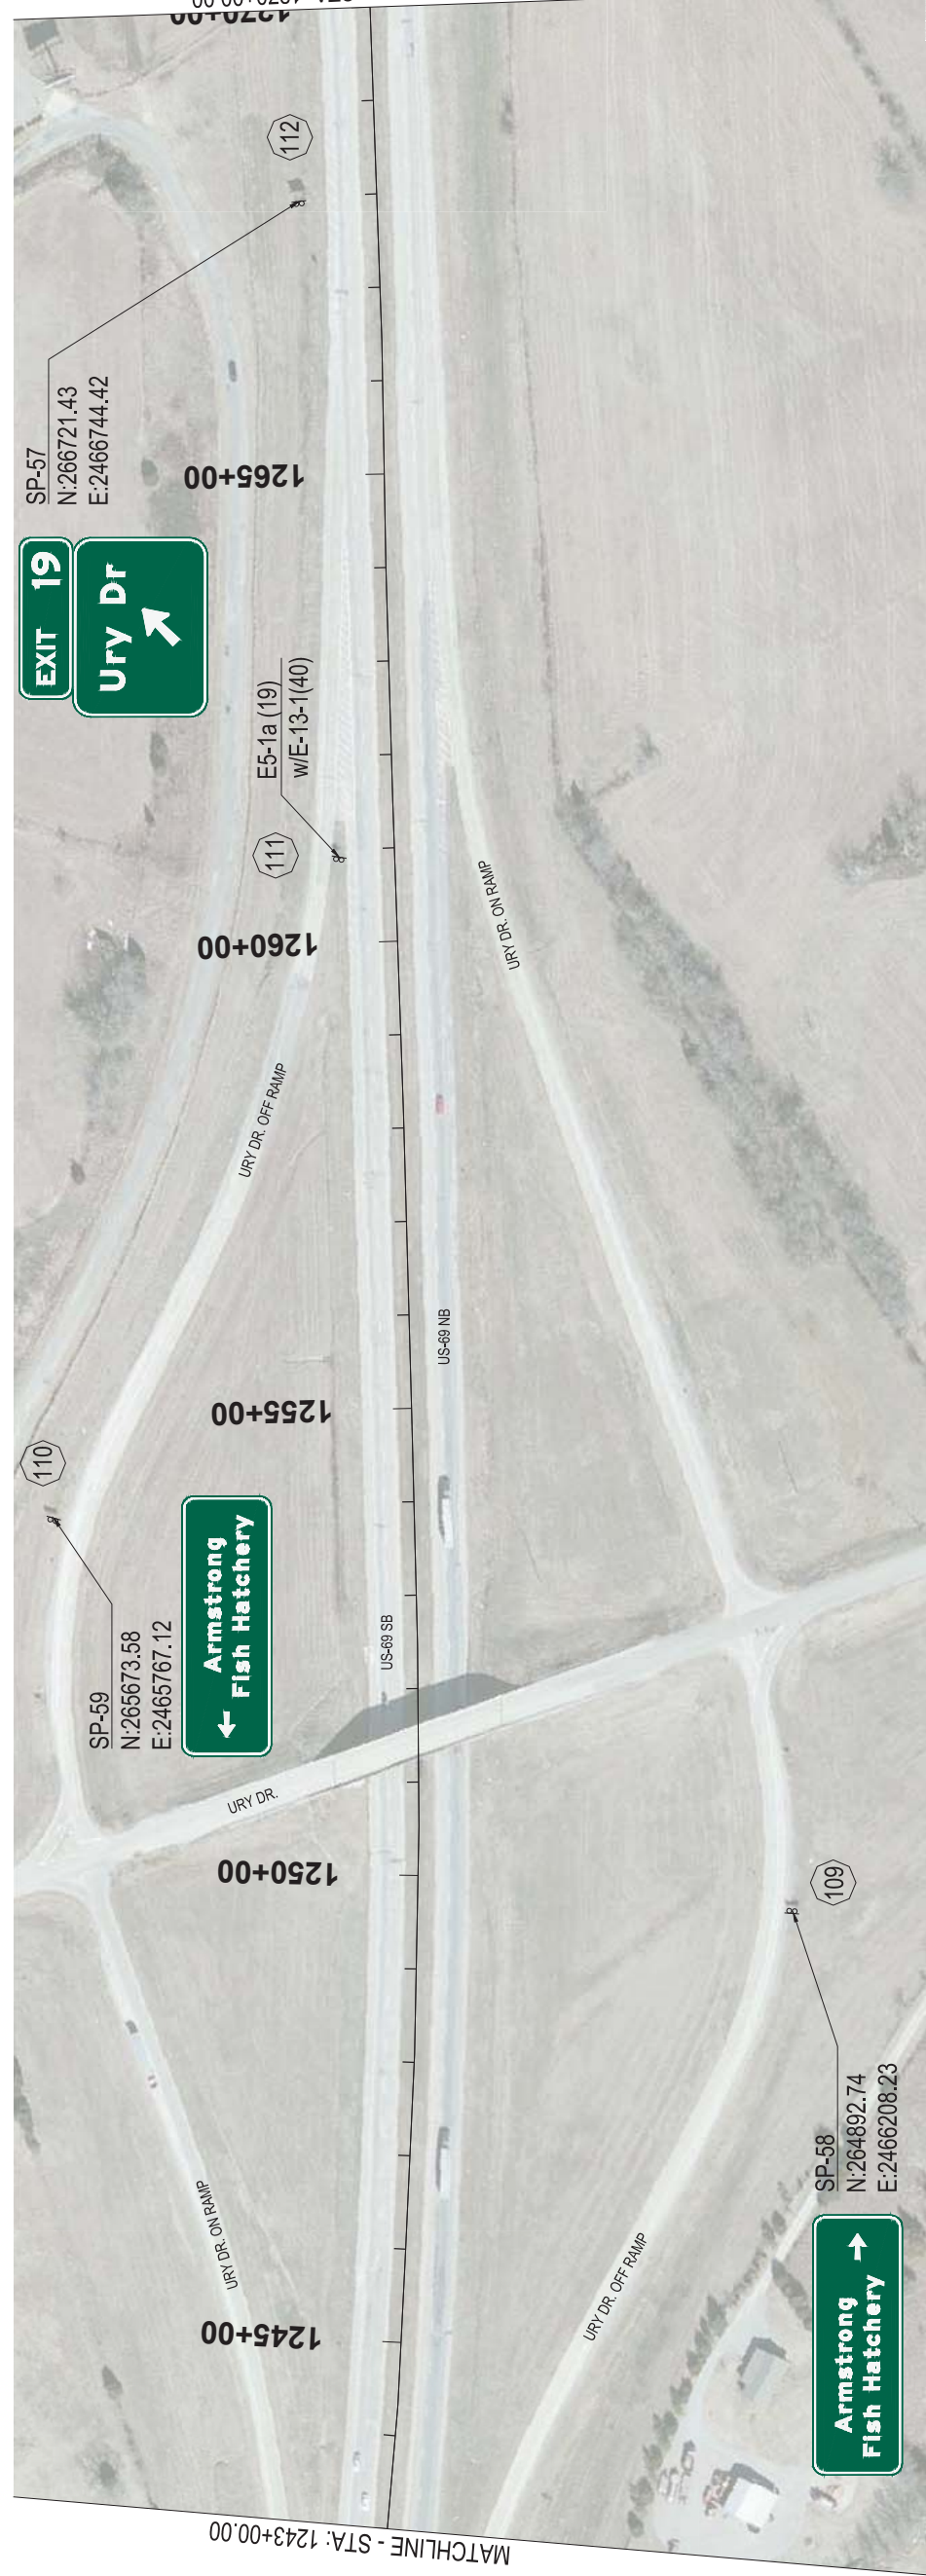 1270+00
SP-57
N:266721.43
E:2466744.42
112
EXIT 19
Ury Dr
1265+00
E5-1a (19)
w/E-13-1(40)
111
1260+00
URY DR. ON RAMP
URY DR. OFF RAMP
US-69 NB
1255+00
110
SP-59
N:265673.58
E:2465767.12
← Armstrong
Fish Hatchery
US-69 SB
URY DR.
1250+00
109
SP-58
N:264892.74
E:2466208.23
Armstrong →
Fish Hatchery
URY DR. ON RAMP
URY DR. OFF RAMP
1245+00
MATCHLINE - STA: 1243+00.00